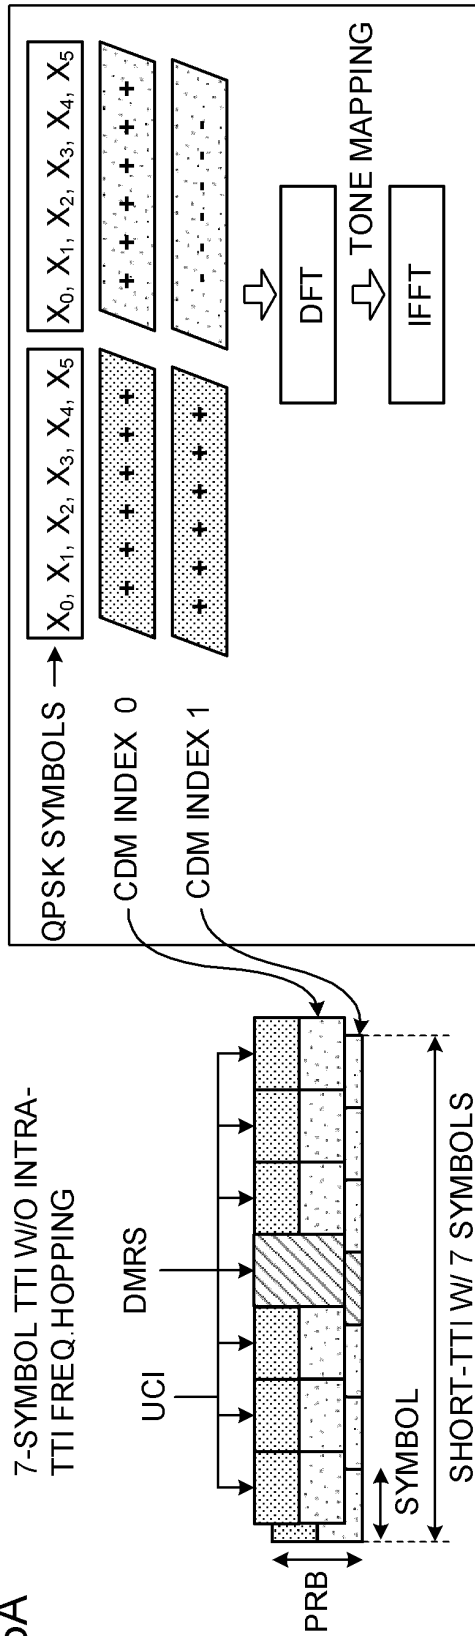 7-SYMBOL TTI W/O INTRA-
TTI FREQ.HOPPING
UCI
DMRS
PRB
SYMBOL
SHORT-TTI W/ 7 SYMBOLS
QPSK SYMBOLS
X0, X1, X2, X3, X4, X5
X0, X1, X2, X3, X4, X5
CDM INDEX 0
+ + + + + +
+ + + + + +
CDM INDEX 1
+ + + + + +
- - - - - -
DFT
TONE MAPPING
IFFT